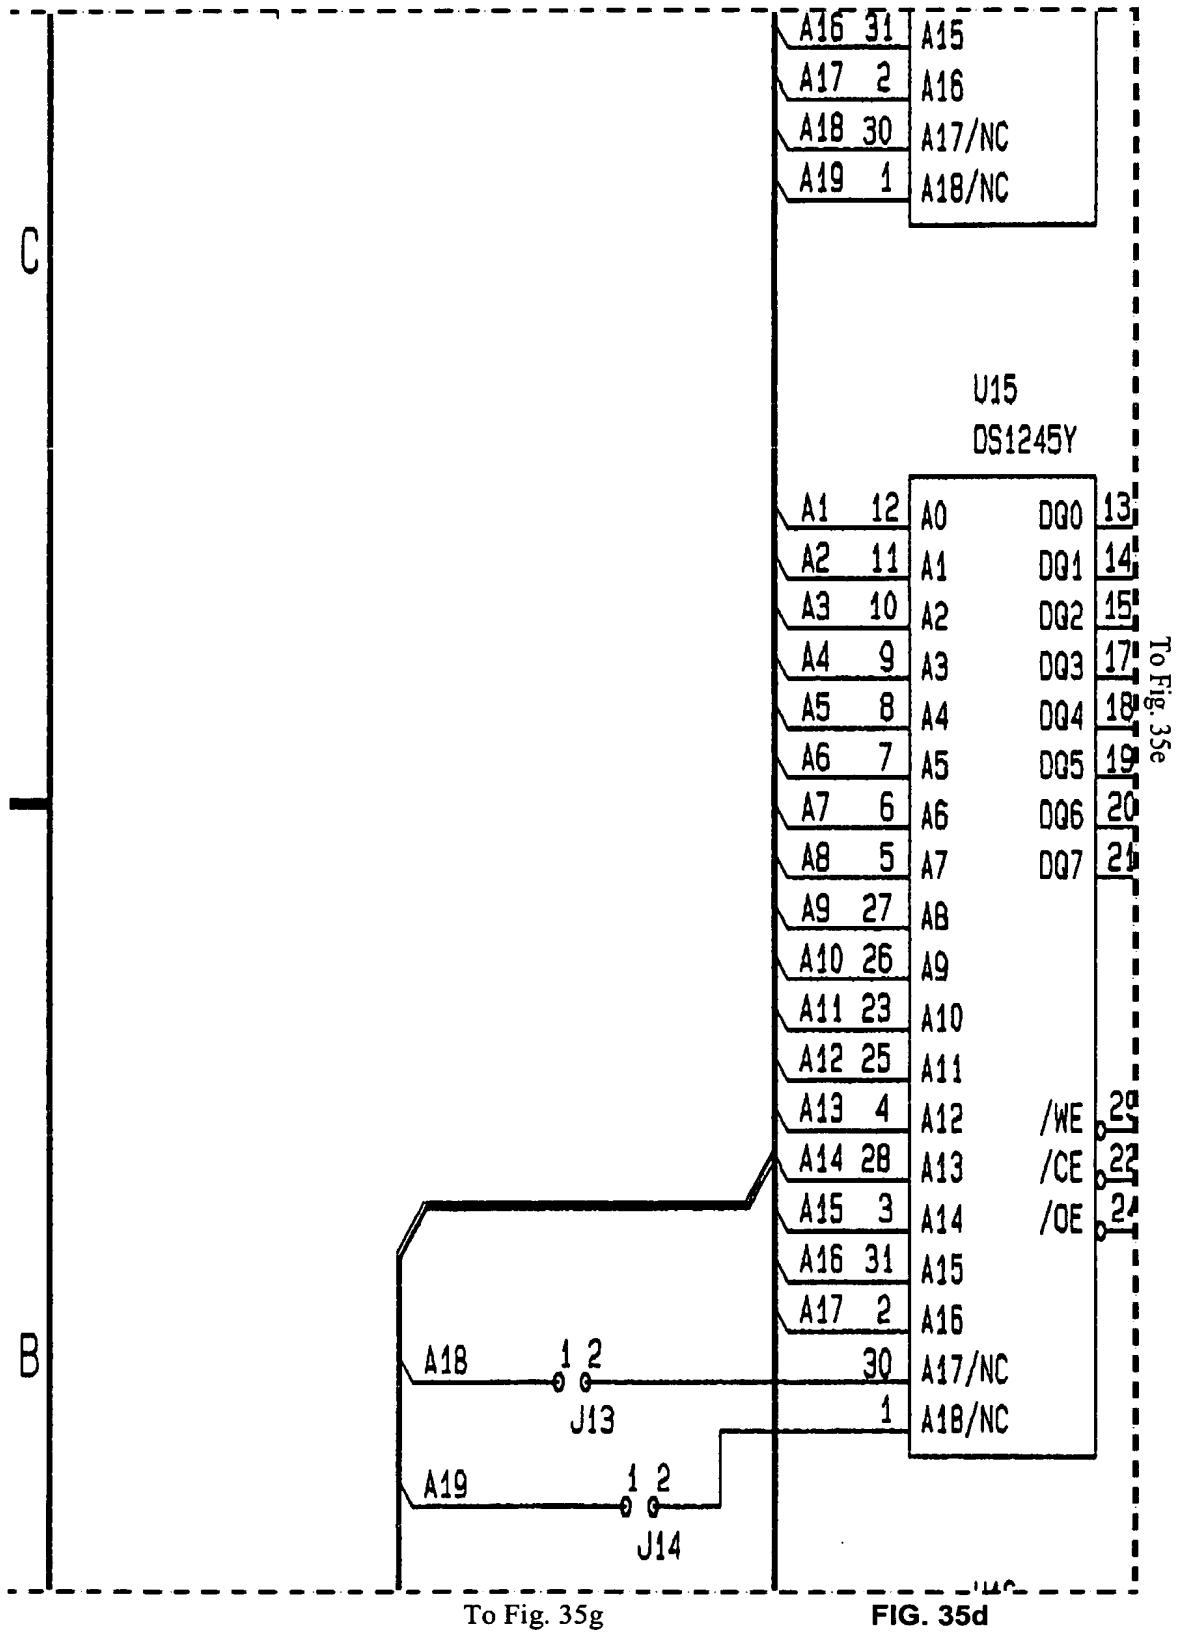 A16 31 A15
A17 2 A16
A18 30 A17/NC
A19 1 A18/NC
C
U15
DS1245Y
A1 12 A0 DQ0 13
A2 11 A1 DQ1 14
A3 10 A2 DQ2 15
A4 9 A3 DQ3 17
To Fig. 35e
A5 8 A4 DQ4 18
A6 7 A5 DQ5 19
A7 6 A6 DQ6 20
A8 5 A7 DQ7 21
A9 27 A8
A10 26 A9
A11 23 A10
A12 25 A11
A13 4 A12 /WE 29
A14 28 A13 /CE 22
A15 3 A14 /OE 24
A16 31 A15
A17 2 A16
B
A18 1 2 30 A17/NC
J13
1 A18/NC
A19 1 2
J14
To Fig. 35g
FIG. 35d